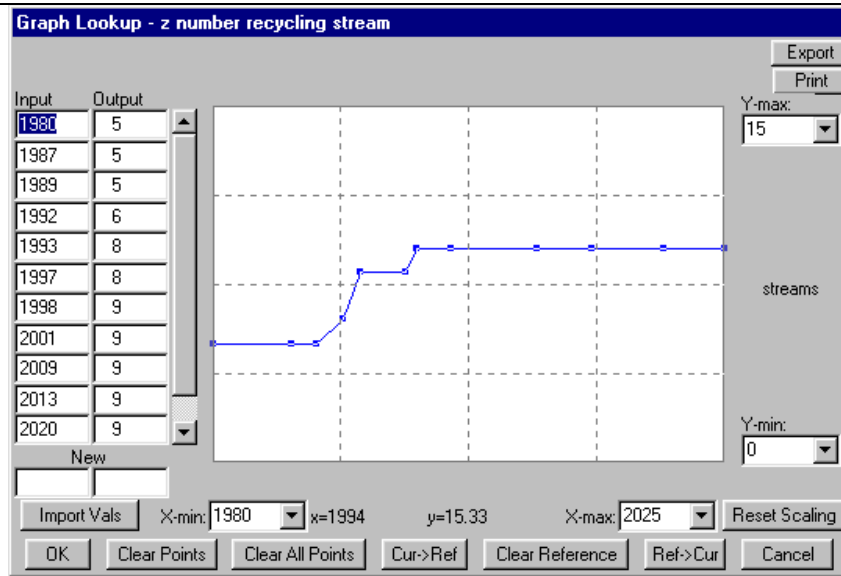 Graph Lookup - z number recycling stream
Export
Print
Input Output
Y-max:
15
1980 5
1987 5
1989 5
1992 6
1993 8
1997 8
1998 9
2001 9
2009 9
2013 9
2020 9
streams
Y-min:
0
New
Import Vals X-min: 1980 x=1994 y=15.33 X-max: 2025 Reset Scaling
OK Clear Points Clear All Points Cur->Ref Clear Reference Ref->Cur Cancel